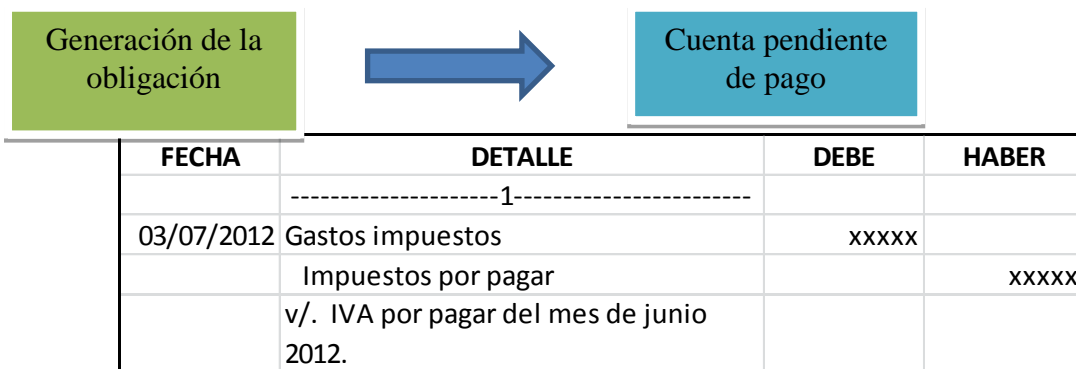 Generación de la
obligación
Cuenta pendiente
de pago
FECHA DETALLE DEBE HABER
---------------------1------------------------
03/07/2012 Gastos impuestos xxxxx
Impuestos por pagar xxxxx
v/. IVA por pagar del mes de junio
2012.